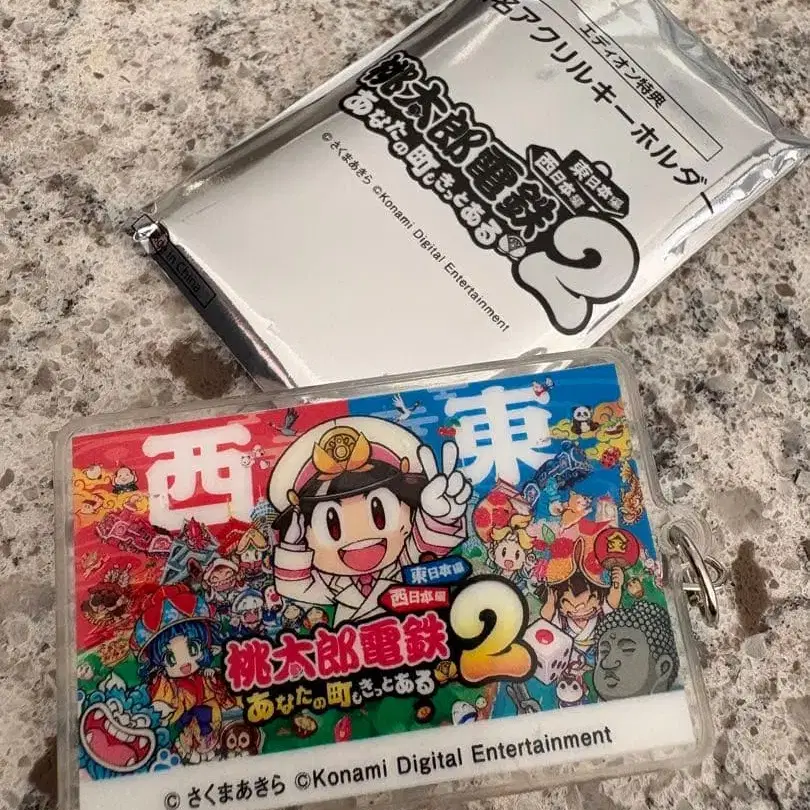 エディオン特典
名アクリルキーホルダー
桃太郎電鉄2
東日本編
西日本編
あなたの町もきっとある
© さくまあきら ©Konami Digital Entertainment
in China
西 東
東日本編
西日本編
桃太郎電鉄2
あなたの町もきっとある
金
© さくまあきら ©Konami Digital Entertainment